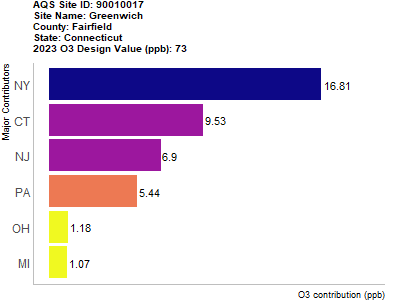 AQS Site ID: 90010017
Site Name: Greenwich
County: Fairfield
State: Connecticut
2023 O3 Design Value (ppb): 73
Major Contributors
NY
16.81
CT
9.53
NJ
6.9
PA
5.44
OH
1.18
MI
1.07
O3 contribution (ppb)